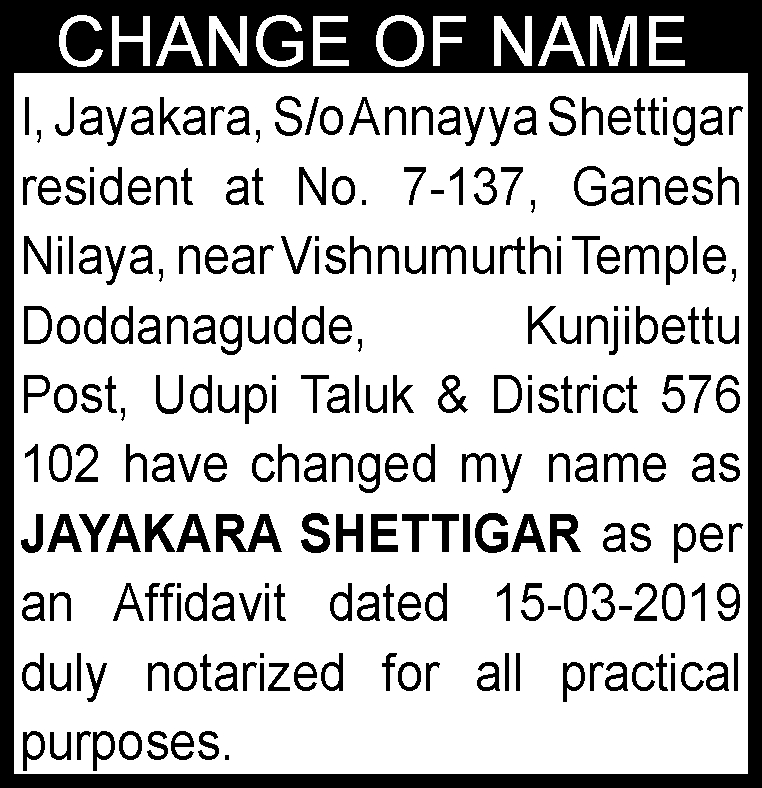 CHANGE OF NAME
I, Jayakara, S/o Annayya Shettigar
resident at No. 7-137, Ganesh
Nilaya, near Vishnumurthi Temple,
Doddanagudde, Kunjibettu
Post, Udupi Taluk & District 576
102 have changed my name as
JAYAKARA SHETTIGAR as per
an Affidavit dated 15-03-2019
duly notarized for all practical
purposes.